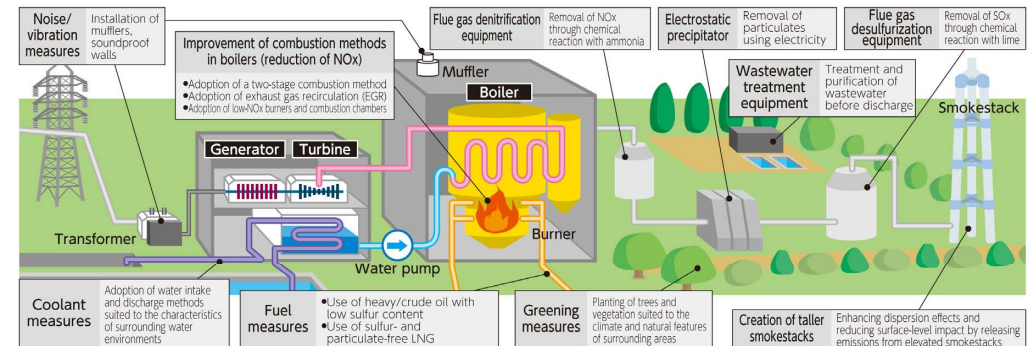 Noise/
vibration
measures
Installation of
mufflers,
soundproof
walls
Improvement of combustion methods
in boilers (reduction of NOx)
●Adoption of a two-stage combustion method
●Adoption of exhaust gas recirculation (EGR)
●Adoption of low-NOx burners and combustion chambers
Flue gas denitrification
equipment
Removal of NOx
through chemical
reaction with ammonia
Electrostatic
precipitator
Removal of
particulates
using electricity
Flue gas
desulfurization
equipment
Removal of SOx
through chemical
reaction with lime
Wastewater
treatment
equipment
Treatment and
purification of
wastewater
before discharge
Muffler
Boiler
Smokestack
Generator
Turbine
Transformer
Water pump
Burner
Coolant
measures
Adoption of water intake
and discharge methods
suited to the characteristics
of surrounding water
environments
Fuel
measures
●Use of heavy/crude oil with
low sulfur content
●Use of sulfur- and
particulate-free LNG
Greening
measures
Planting of trees and
vegetation suited to the
climate and natural features
of surrounding areas
Creation of taller
smokestacks
Enhancing dispersion effects and
reducing surface-level impact by releasing
emissions from elevated smokestacks